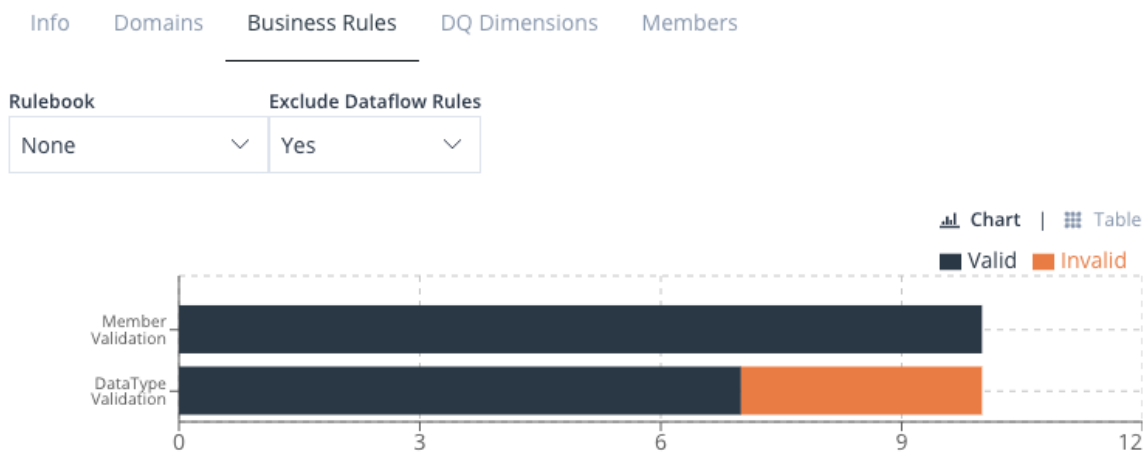 Info Domains Business Rules DQ Dimensions Members
Rulebook Exclude Dataflow Rules
None Yes
Chart | Table
Valid Invalid
Member
Validation
DataType
Validation
0 3 6 9 12